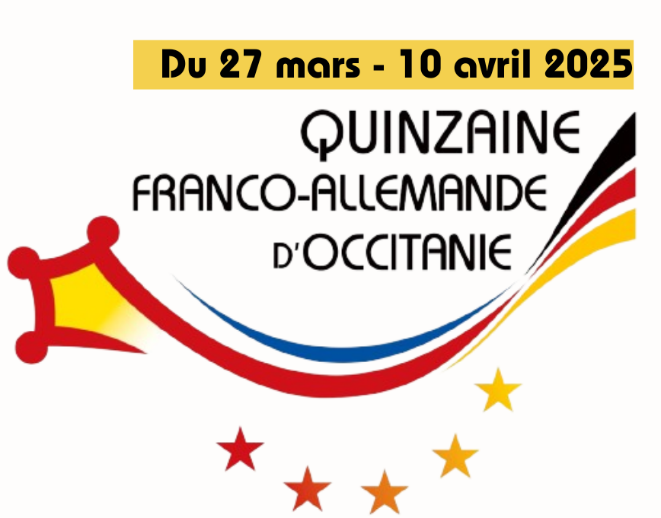 Du 27 mars - 10 avril 2025
QUINZAINE
FRANCO-ALLEMANDE
D'OCCITANIE